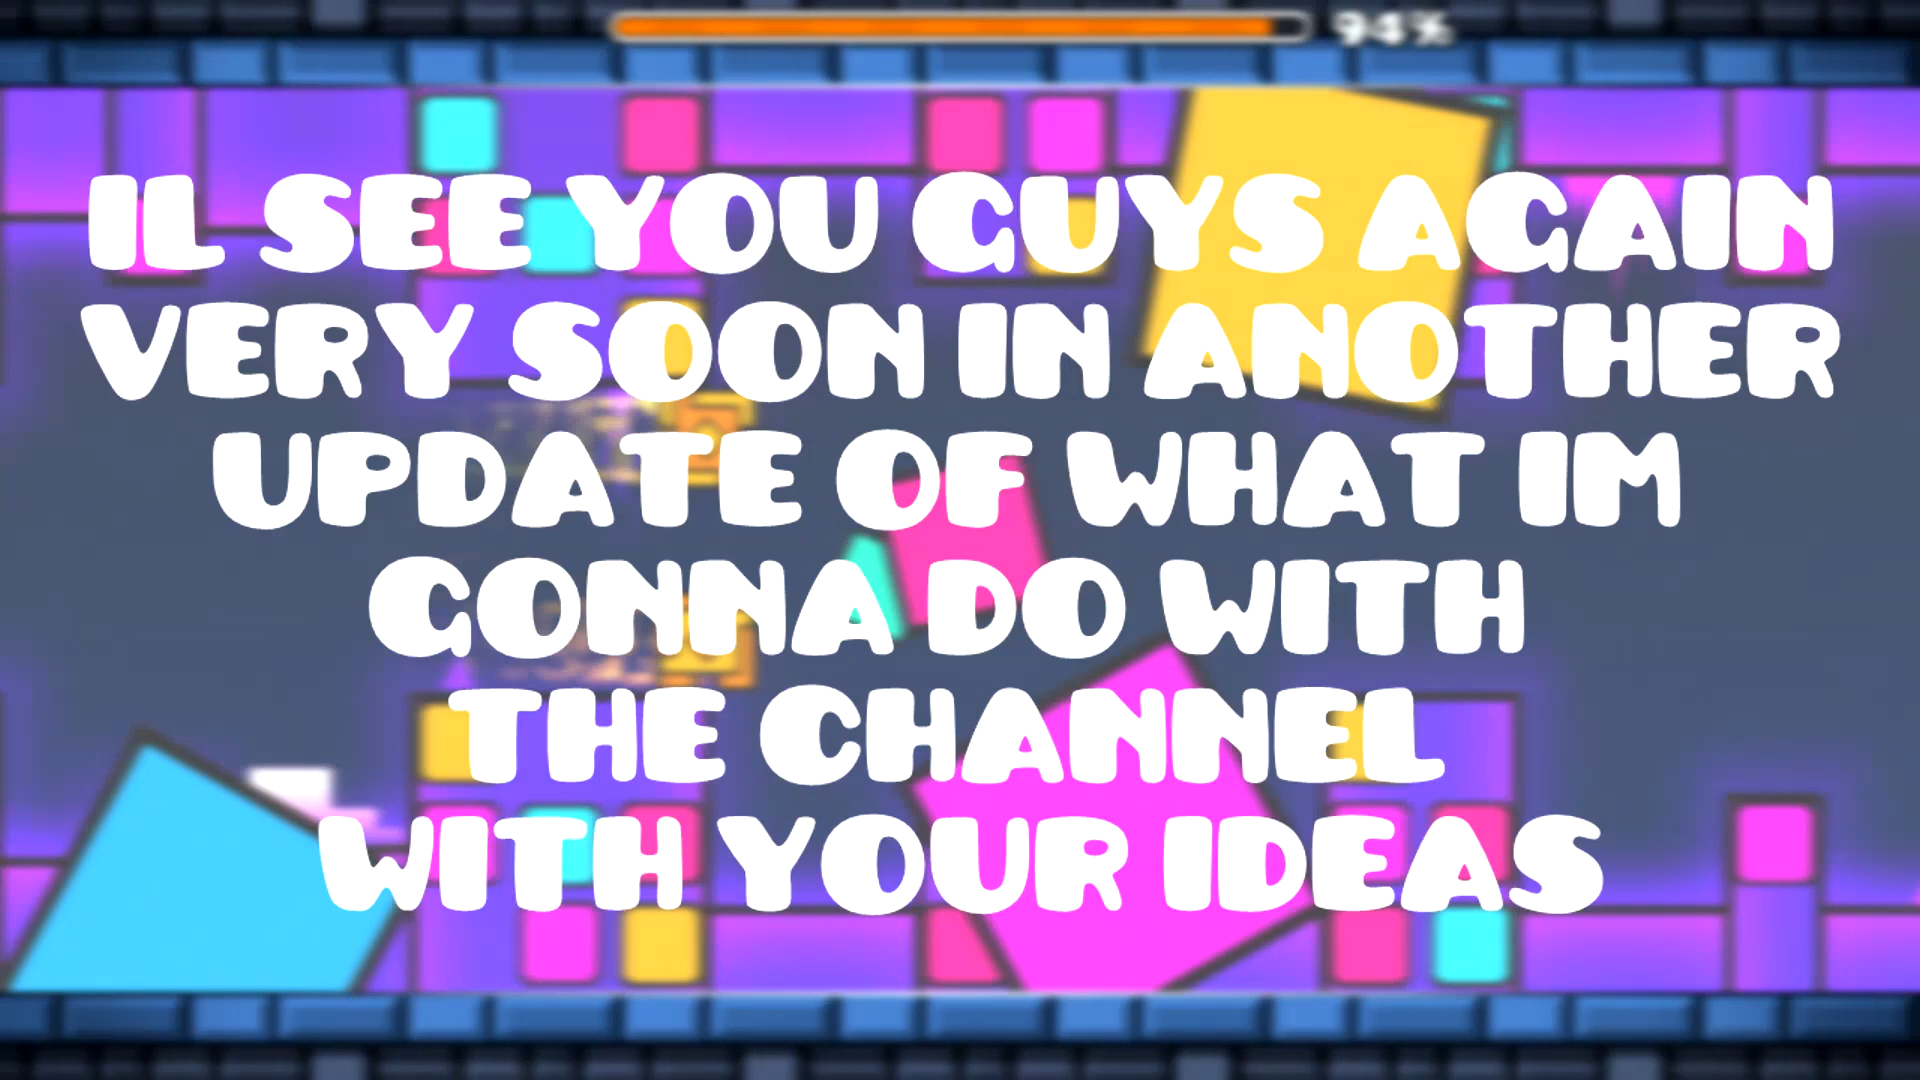 94%
IL SEE YOU GUYS AGAIN
VERY SOON IN ANOTHER
UPDATE OF WHAT IM
GONNA DO WITH
THE CHANNEL
WITH YOUR IDEAS